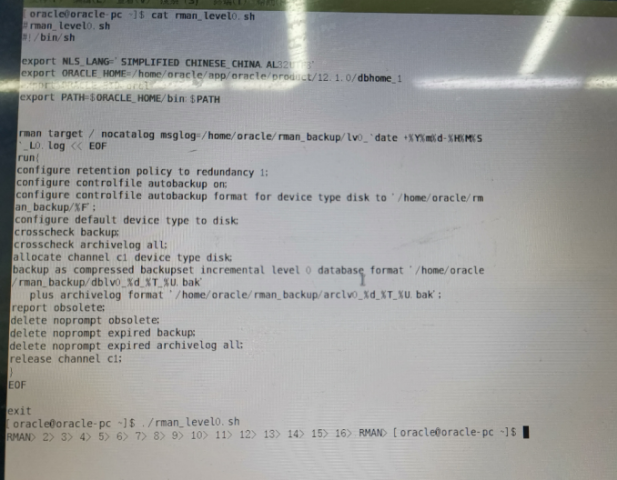 [oracle@oracle-pc ~]$ cat rman_level0.sh
#rman_level0.sh
#!/bin/sh
export NLS_LANG='SIMPLIFIED CHINESE_CHINA.
export ORACLE_HOME=/home/oracle/app/oracle/product/12.1.0/dbhome_1
export PATH=$ORACLE_HOME/bin:$PATH
rman target / nocatalog msglog=/home/oracle/rman_backup/lv0_`date +%Y%m%d-%H%M%S
`_L0.log << EOF
run{
configure retention policy to redundancy 1;
configure controlfile autobackup on;
configure controlfile autobackup format for device type disk to '/home/oracle/rm
an_backup/%F';
configure default device type to disk;
crosscheck backup;
crosscheck archivelog all;
allocate channel c1 device type disk;
backup as compressed backupset incremental level 0 database format '/home/oracle
/rman_backup/dblv0_%d_%T_%U.bak'
plus archivelog format '/home/oracle/rman_backup/arclv0_%d_%T_%U.bak';
report obsolete;
delete noprompt obsolete;
delete noprompt expired backup;
delete noprompt expired archivelog all;
release channel c1;
}
EOF
exit
[oracle@oracle-pc ~]$ ./rman_level0.sh
RMAN> 2> 3> 4> 5> 6> 7> 8> 9> 10> 11> 12> 13> 14> 15> 16> RMAN> [oracle@oracle-pc ~]$